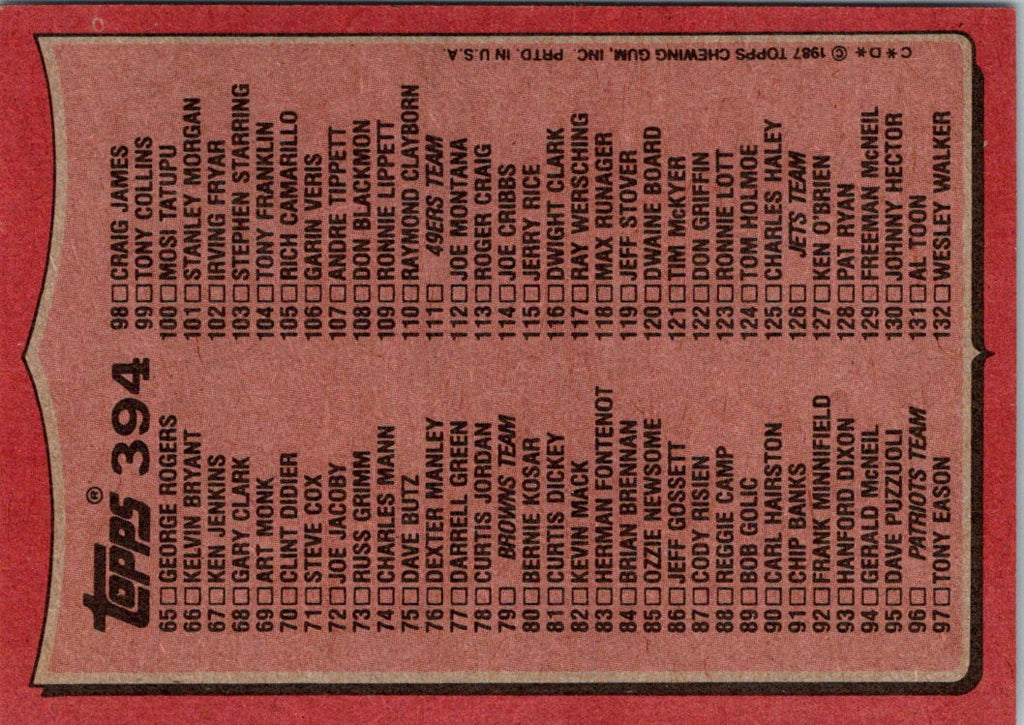 Topps® 394
65 GEORGE ROGERS
66 KELVIN BRYANT
67 KEN JENKINS
68 GARY CLARK
69 ART MONK
70 CLINT DIDIER
71 STEVE COX
72 JOE JACOBY
73 RUSS GRIMM
74 CHARLES MANN
75 DAVE BUTZ
76 DEXTER MANLEY
77 DARRELL GREEN
78 CURTIS JORDAN
79 BROWNS TEAM
80 BERNIE KOSAR
81 CURTIS DICKEY
82 KEVIN MACK
83 HERMAN FONTENOT
84 BRIAN BRENNAN
85 OZZIE NEWSOME
86 JEFF GOSSETT
87 CODY RISIEN
88 REGGIE CAMP
89 BOB GOLIC
90 CARL HAIRSTON
91 CHIP BANKS
92 FRANK MINNIFIELD
93 HANFORD DIXON
94 GERALD McNEIL
95 DAVE PUZZUOLI
96 PATRIOTS TEAM
97 TONY EASON
98 CRAIG JAMES
99 TONY COLLINS
100 MOSI TATUPU
101 STANLEY MORGAN
102 IRVING FRYAR
103 STEPHEN STARRING
104 TONY FRANKLIN
105 RICH CAMARILLO
106 GARIN VERIS
107 ANDRE TIPPETT
108 DON BLACKMON
109 RONNIE LIPPETT
110 RAYMOND CLAYBORN
111 49ERS TEAM
112 JOE MONTANA
113 ROGER CRAIG
114 JOE CRIBBS
115 JERRY RICE
116 DWIGHT CLARK
117 RAY WERSCHING
118 MAX RUNAGER
119 JEFF STOVER
120 DWAINE BOARD
121 TIM McKYER
122 DON GRIFFIN
123 RONNIE LOTT
124 TOM HOLMOE
125 CHARLES HALEY
126 JETS TEAM
127 KEN O'BRIEN
128 PAT RYAN
129 FREEMAN McNEIL
130 JOHNNY HECTOR
131 AL TOON
132 WESLEY WALKER
C*D* © 1987 TOPPS CHEWING GUM, INC. PRTD. IN U.S.A.